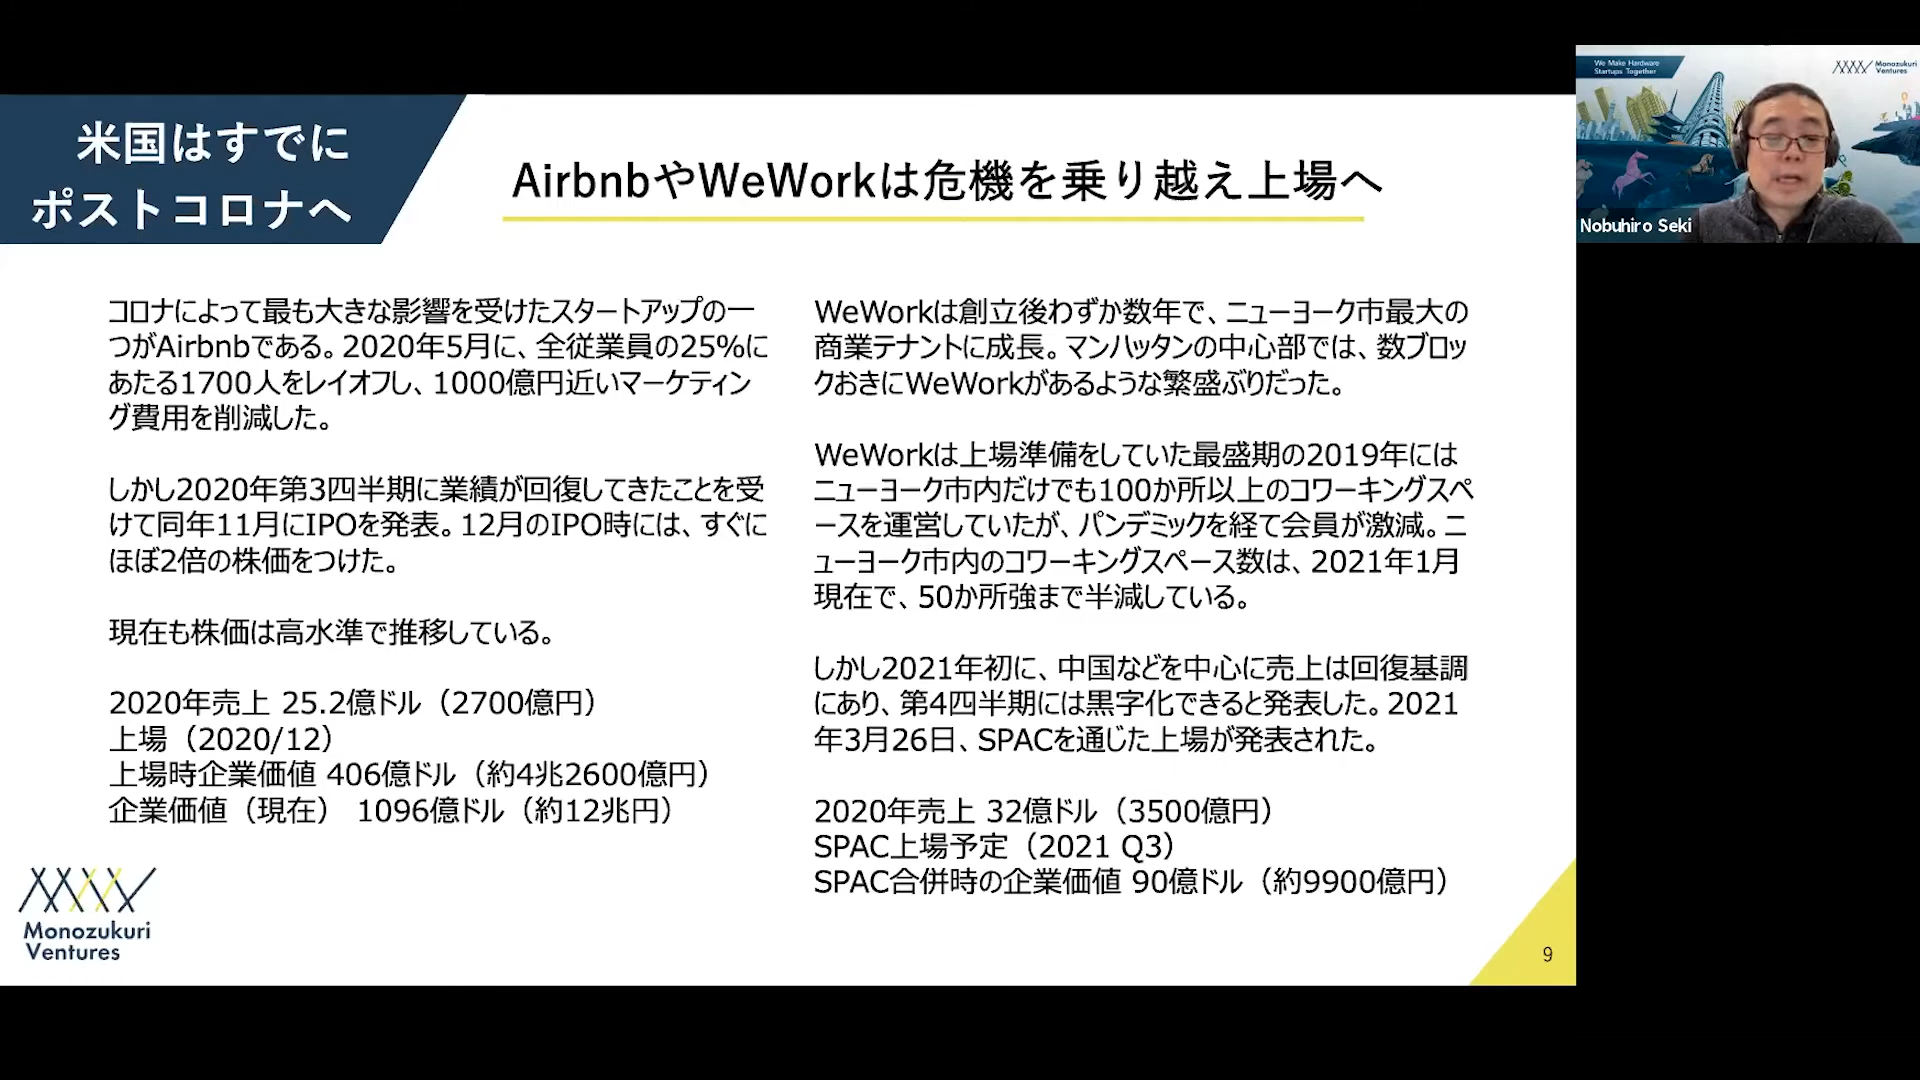 米国はすでに
ポストコロナへ
AirbnbやWeWorkは危機を乗り越え上場へ
コロナによって最も大きな影響を受けたスタートアップの一
つがAirbnbである。2020年5月に、全従業員の25%に
あたる1700人をレイオフし、1000億円近いマーケティン
グ費用を削減した。
しかし2020年第3四半期に業績が回復してきたことを受
けて同年11月にIPOを発表。12月のIPO時には、すぐに
ほぼ2倍の株価をつけた。
現在も株価は高水準で推移している。
2020年売上 25.2億ドル（2700億円）
上場（2020/12）
上場時企業価値 406億ドル（約4兆2600億円）
企業価値（現在） 1096億ドル（約12兆円）
WeWorkは創立後わずか数年で、ニューヨーク市最大の
商業テナントに成長。マンハッタンの中心部では、数ブロッ
クおきにWeWorkがあるような繁盛ぶりだった。
WeWorkは上場準備をしていた最盛期の2019年には
ニューヨーク市内だけでも100か所以上のコワーキングスペ
ースを運営していたが、パンデミックを経て会員が激減。ニ
ューヨーク市内のコワーキングスペース数は、2021年1月
現在で、50か所強まで半減している。
しかし2021年初に、中国などを中心に売上は回復基調
にあり、第4四半期には黒字化できると発表した。2021
年3月26日、SPACを通じた上場が発表された。
2020年売上 32億ドル（3500億円）
SPAC上場予定（2021 Q3）
SPAC合併時の企業価値 90億ドル（約9900億円）
Monozukuri
Ventures
9
We Make Hardware
Startups Together
Monozukuri
Ventures
Nobuhiro Seki